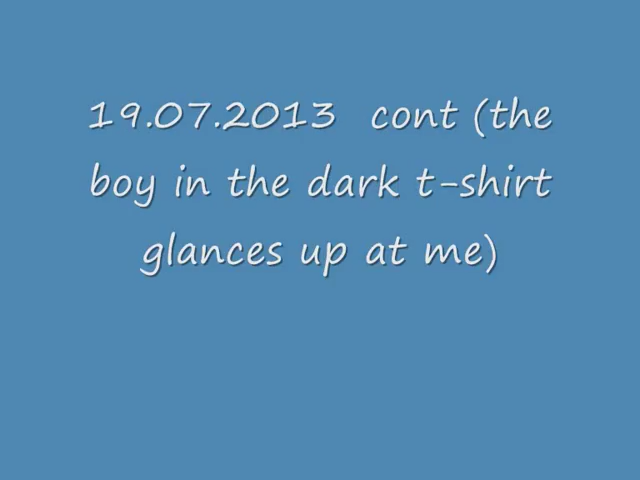 19.07.2013 cont (the
boy in the dark t-shirt
glances up at me)